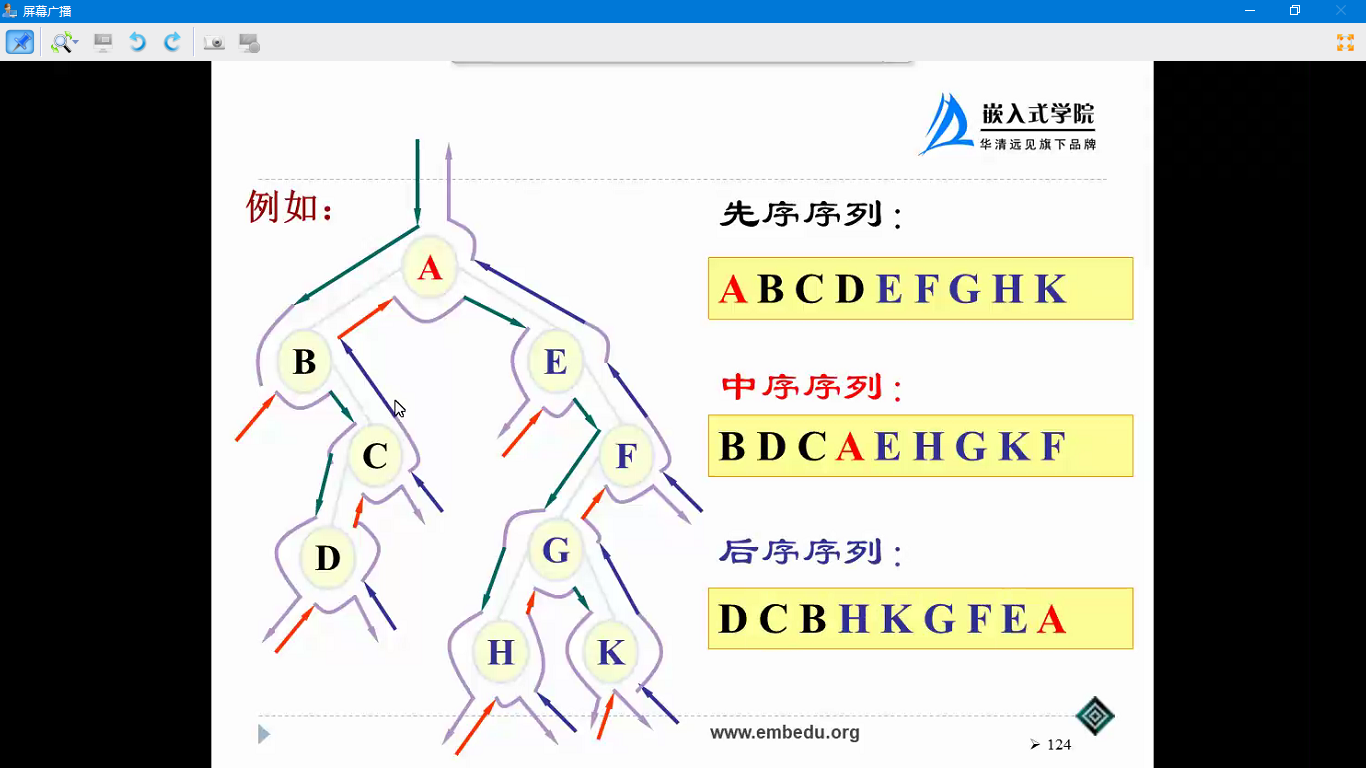 屏幕广播
嵌入式学院
华清远见旗下品牌
例如：
A
B
E
C
F
D
G
H
K
先序序列：
A B C D E F G H K
中序序列：
B D C A E H G K F
后序序列：
D C B H K G F E A
www.embedu.org
124